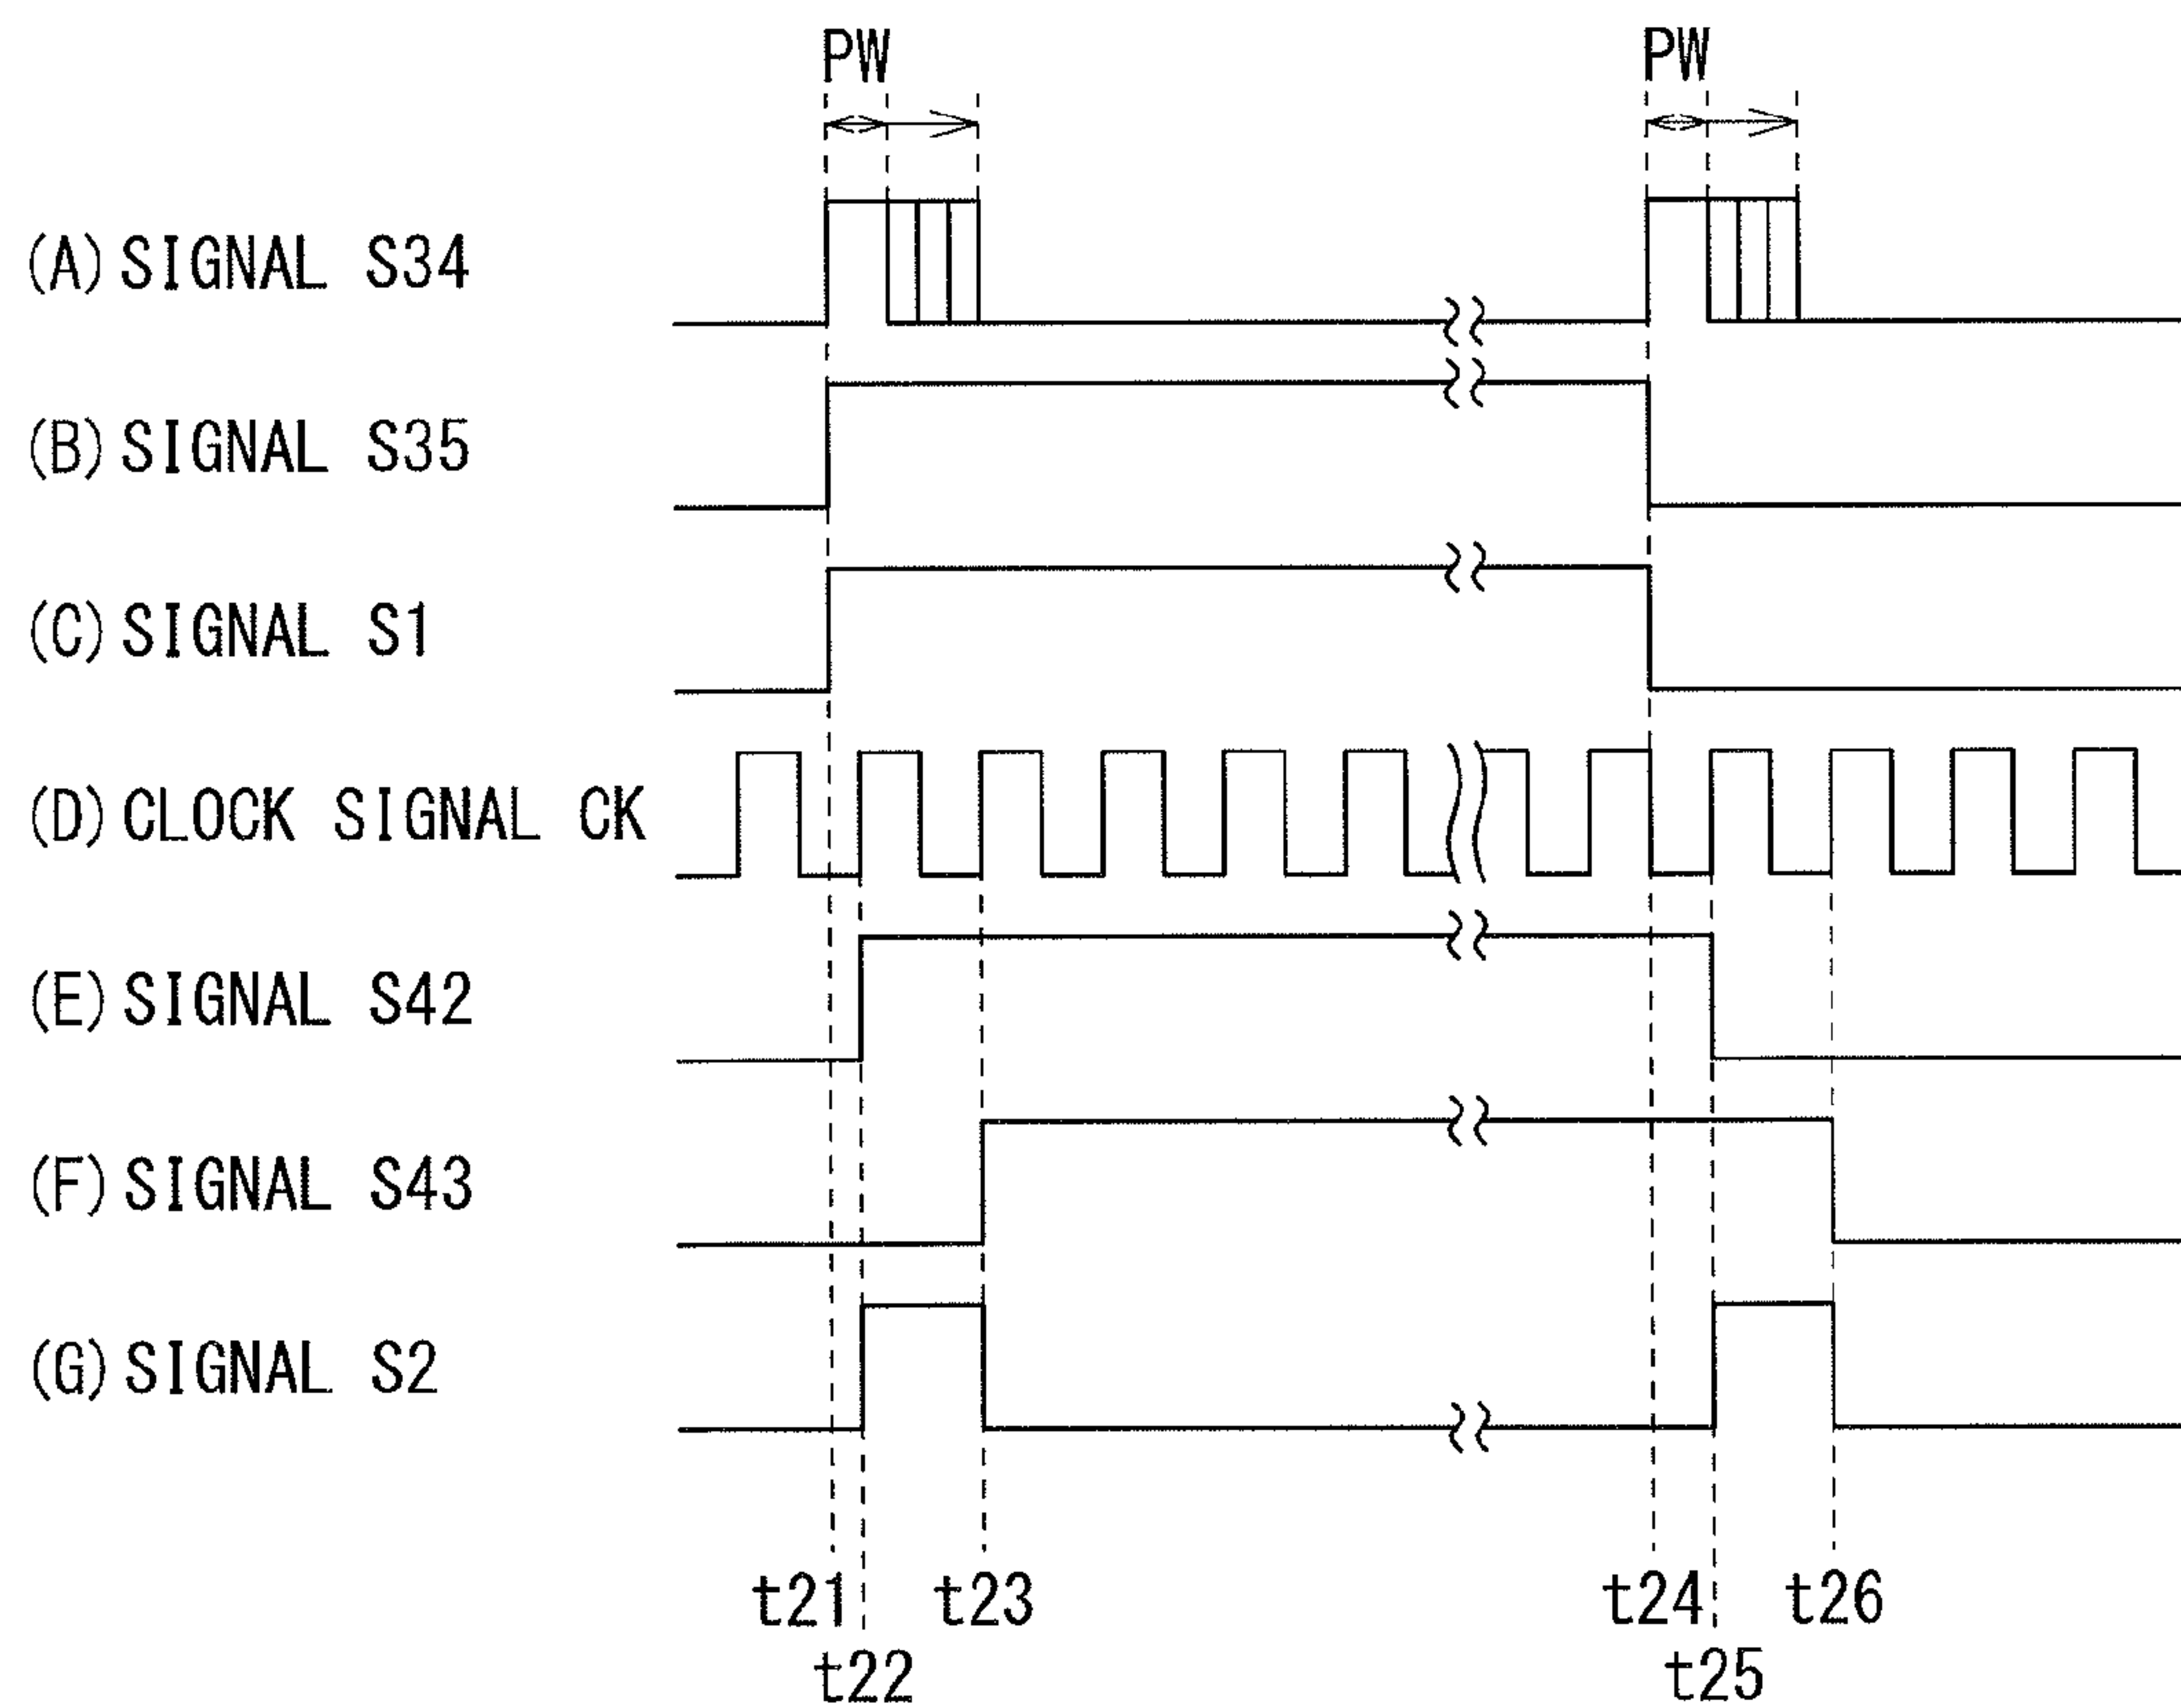 PW PW
(A) SIGNAL S34
(B) SIGNAL S35
(C) SIGNAL S1
(D) CLOCK SIGNAL CK
(E) SIGNAL S42
(F) SIGNAL S43
(G) SIGNAL S2
t21 t23 t24 t26
t22 t25